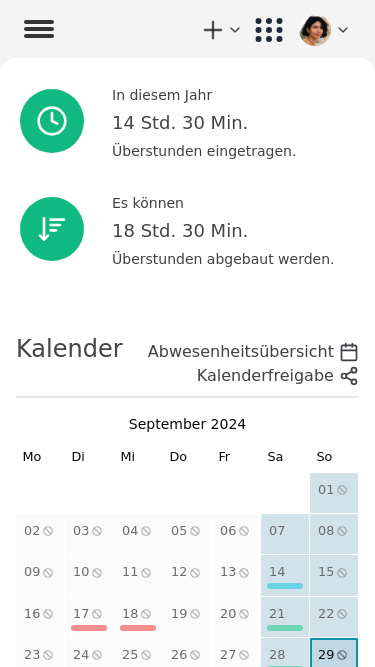 In diesem Jahr
14 Std. 30 Min.
Überstunden eingetragen.
Es können
18 Std. 30 Min.
Überstunden abgebaut werden.
Kalender
Abwesenheitsübersicht
Kalenderfreigabe
September 2024
Mo Di Mi Do Fr Sa So
01
02 03 04 05 06 07 08
09 10 11 12 13 14 15
16 17 18 19 20 21 22
23 24 25 26 27 28 29